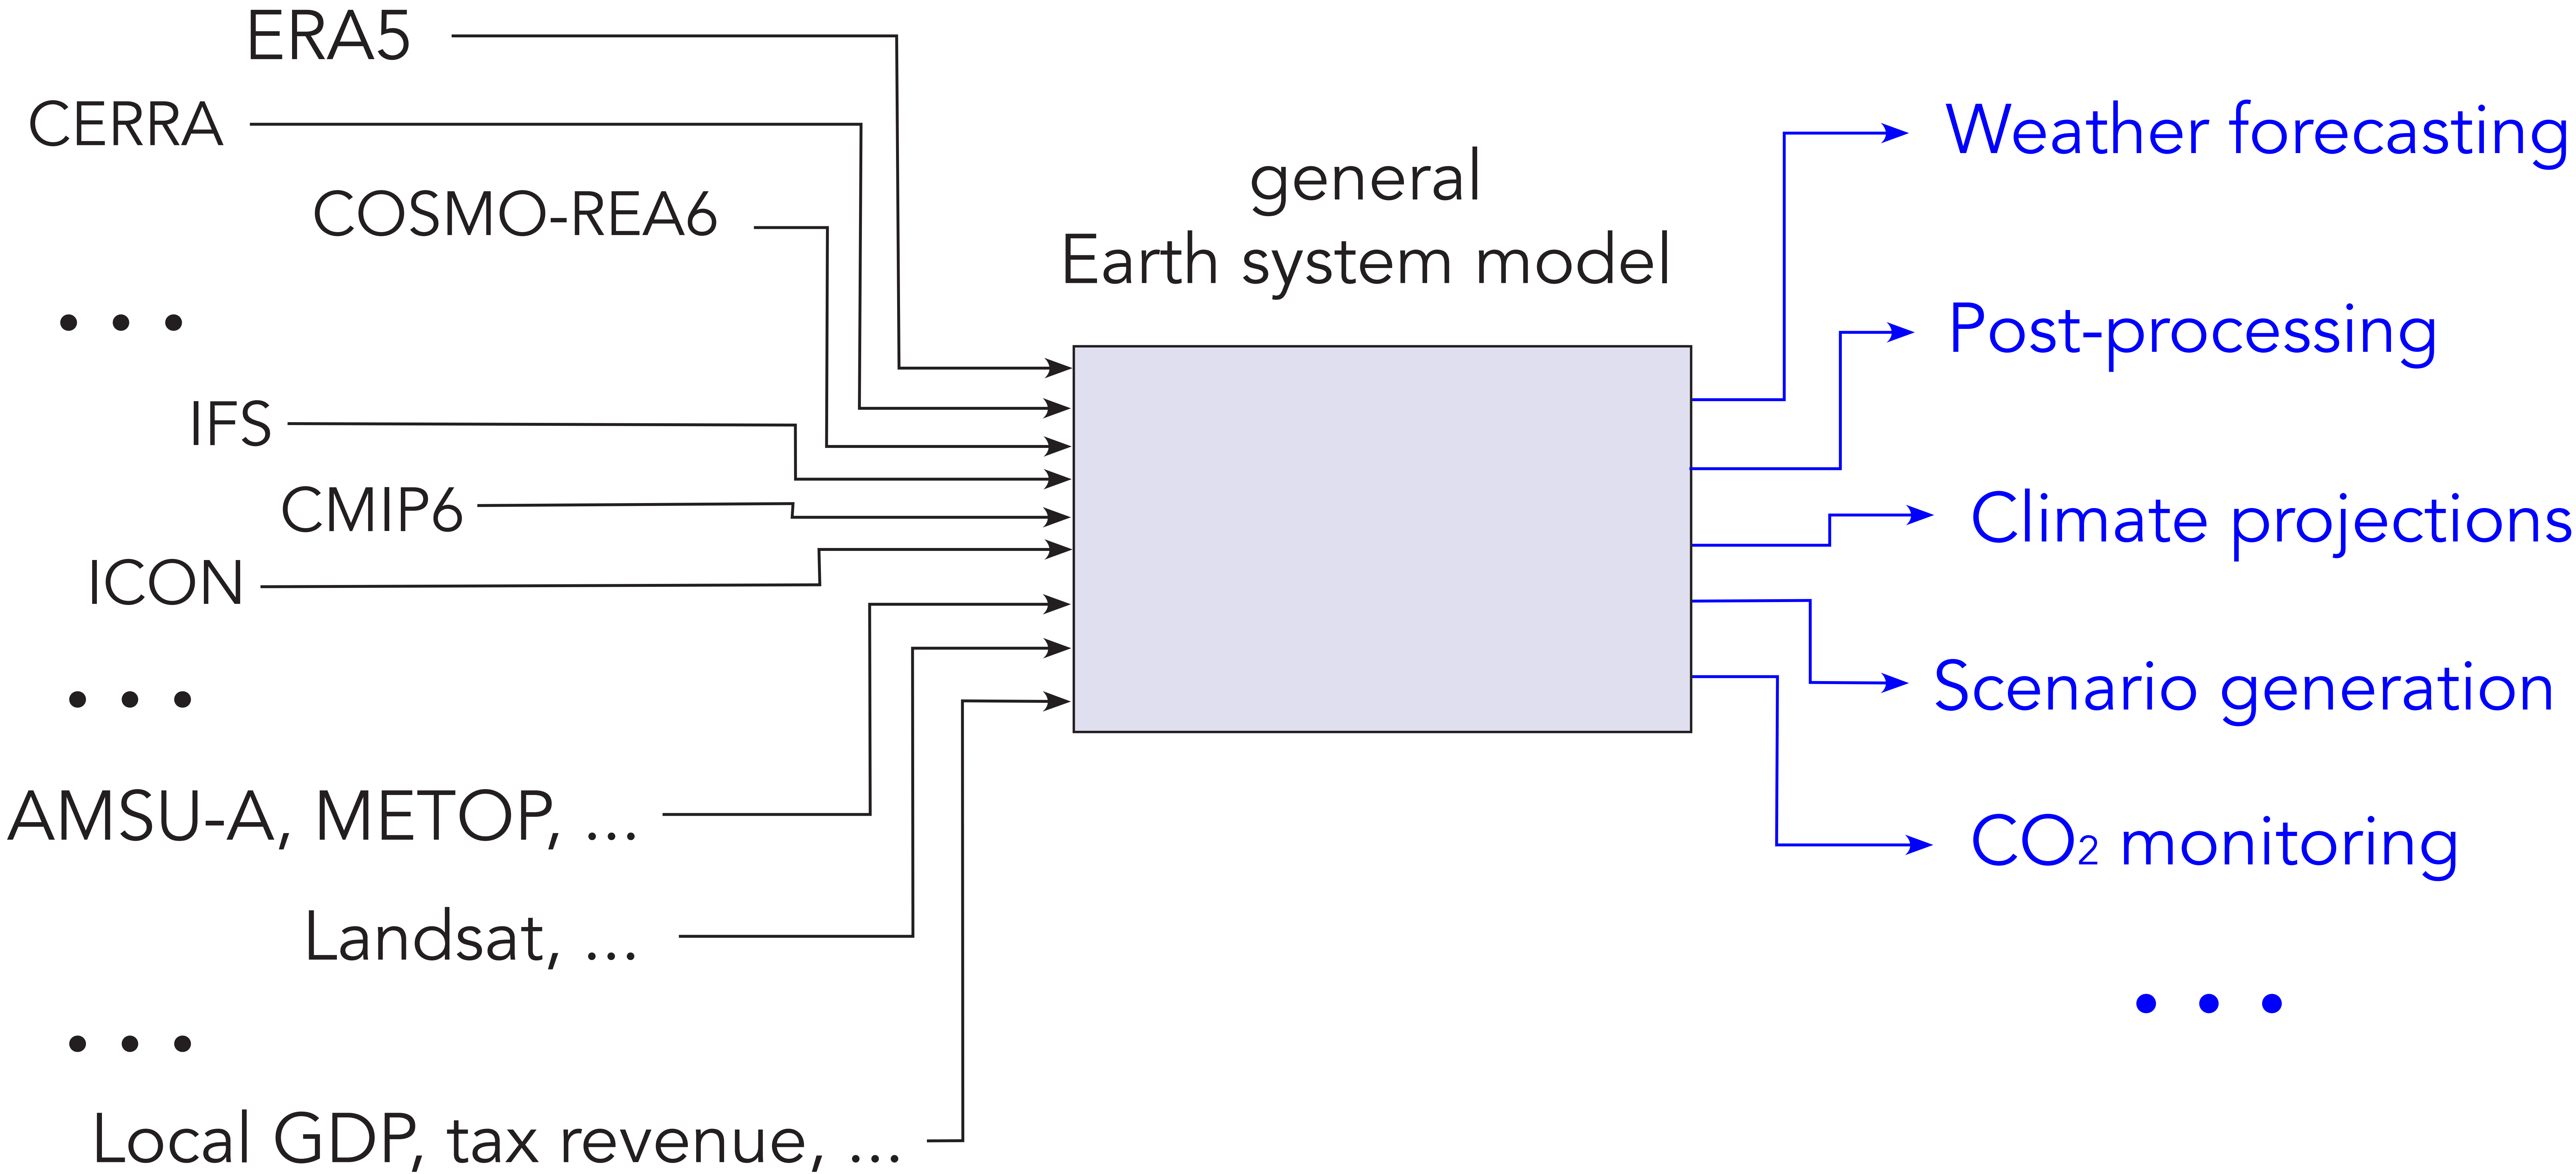 ERA5
CERRA
COSMO-REA6
• • •
IFS
CMIP6
ICON
• • •
AMSU-A, METOP, ...
Landsat, ...
• • •
Local GDP, tax revenue, ...
general
Earth system model
Weather forecasting
Post-processing
Climate projections
Scenario generation
CO₂ monitoring
• • •